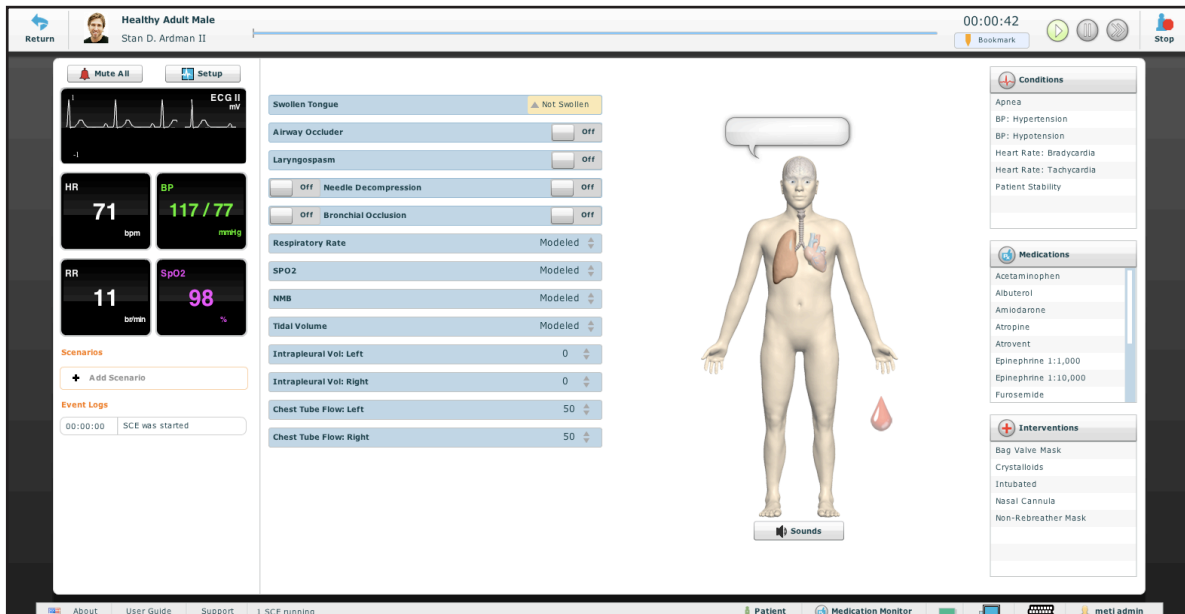 Return
Healthy Adult Male
Stan D. Ardman II
00:00:42
Bookmark
Stop
Mute All
Setup
ECG II
mV
1
-1
HR
71
bpm
BP
117 / 77
mmHg
RR
11
br/min
SpO2
98
%
Scenarios
+ Add Scenario
Event Logs
00:00:00 SCE was started
Swollen Tongue Not Swollen
Airway Occluder Off
Laryngospasm Off
Off Needle Decompression Off
Off Bronchial Occlusion Off
Respiratory Rate Modeled
SPO2 Modeled
NMB Modeled
Tidal Volume Modeled
Intrapleural Vol: Left 0
Intrapleural Vol: Right 0
Chest Tube Flow: Left 50
Chest Tube Flow: Right 50
Sounds
Conditions
Apnea
BP: Hypertension
BP: Hypotension
Heart Rate: Bradycardia
Heart Rate: Tachycardia
Patient Stability
Medications
Acetaminophen
Albuterol
Amiodarone
Atropine
Atrovent
Epinephrine 1:1,000
Epinephrine 1:10,000
Furosemide
Interventions
Bag Valve Mask
Crystalloids
Intubated
Nasal Cannula
Non-Rebreather Mask
About User Guide Support 1 SCE running Patient Medication Monitor meti admin